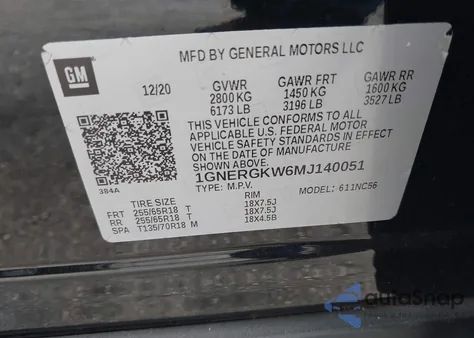 MFD BY GENERAL MOTORS LLC
GM
12/20
GVWR GAWR FRT GAWR RR
2800 KG 1450 KG 1600 KG
6173 LB 3196 LB 3527 LB
THIS VEHICLE CONFORMS TO ALL
APPLICABLE U.S. FEDERAL MOTOR
VEHICLE SAFETY STANDARDS IN EFFECT
ON THE DATE OF MANUFACTURE
SHOWN ABOVE.
1GNERGKW6MJ140051
384A
TYPE: M.P.V. MODEL: 611NC56
TIRE SIZE RIM
FRT 255/65R18 T 18X7.5J
RR 255/65R18 T 18X7.5J
SPA T135/70R18 M 18X4.5B
autoSnap